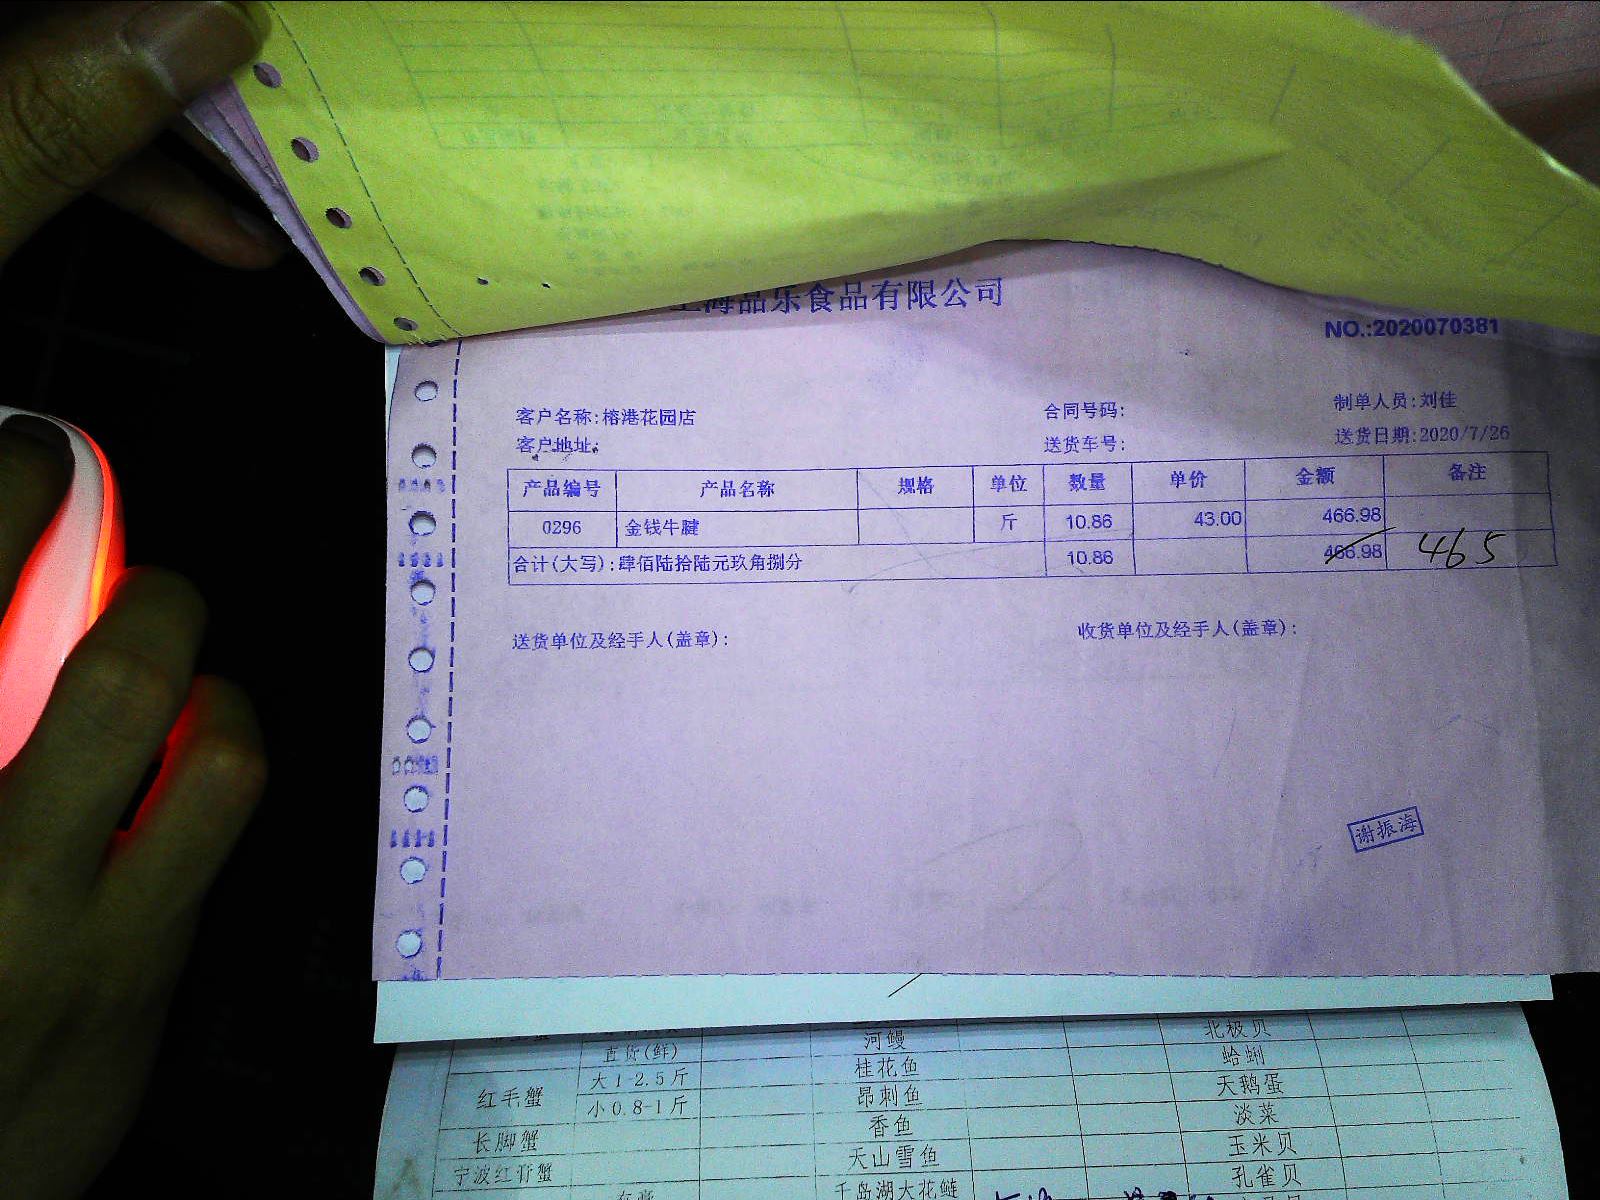 上海品乐食品有限公司
NO.:2020070381
客户名称:榕港花园店 合同号码: 制单人员:刘佳
客户地址: 送货车号: 送货日期:2020/7/26
产品编号 产品名称 规格 单位 数量 单价 金额 备注
0296 金钱牛腱 斤 10.86 43.00 466.98
合计(大写):肆佰陆拾陆元玖角捌分 10.86 466.98 465
送货单位及经手人(盖章): 收货单位及经手人(盖章):
谢振海
河鳗 北极贝
直货(鲜) 桂花鱼 蛤蜊
红毛蟹 大1-2.5斤 昂刺鱼 天鹅蛋
小0.8-1斤 香鱼 淡菜
长脚蟹 天山雪鱼 玉米贝
宁波红膏蟹 千岛湖大花鲢 孔雀贝